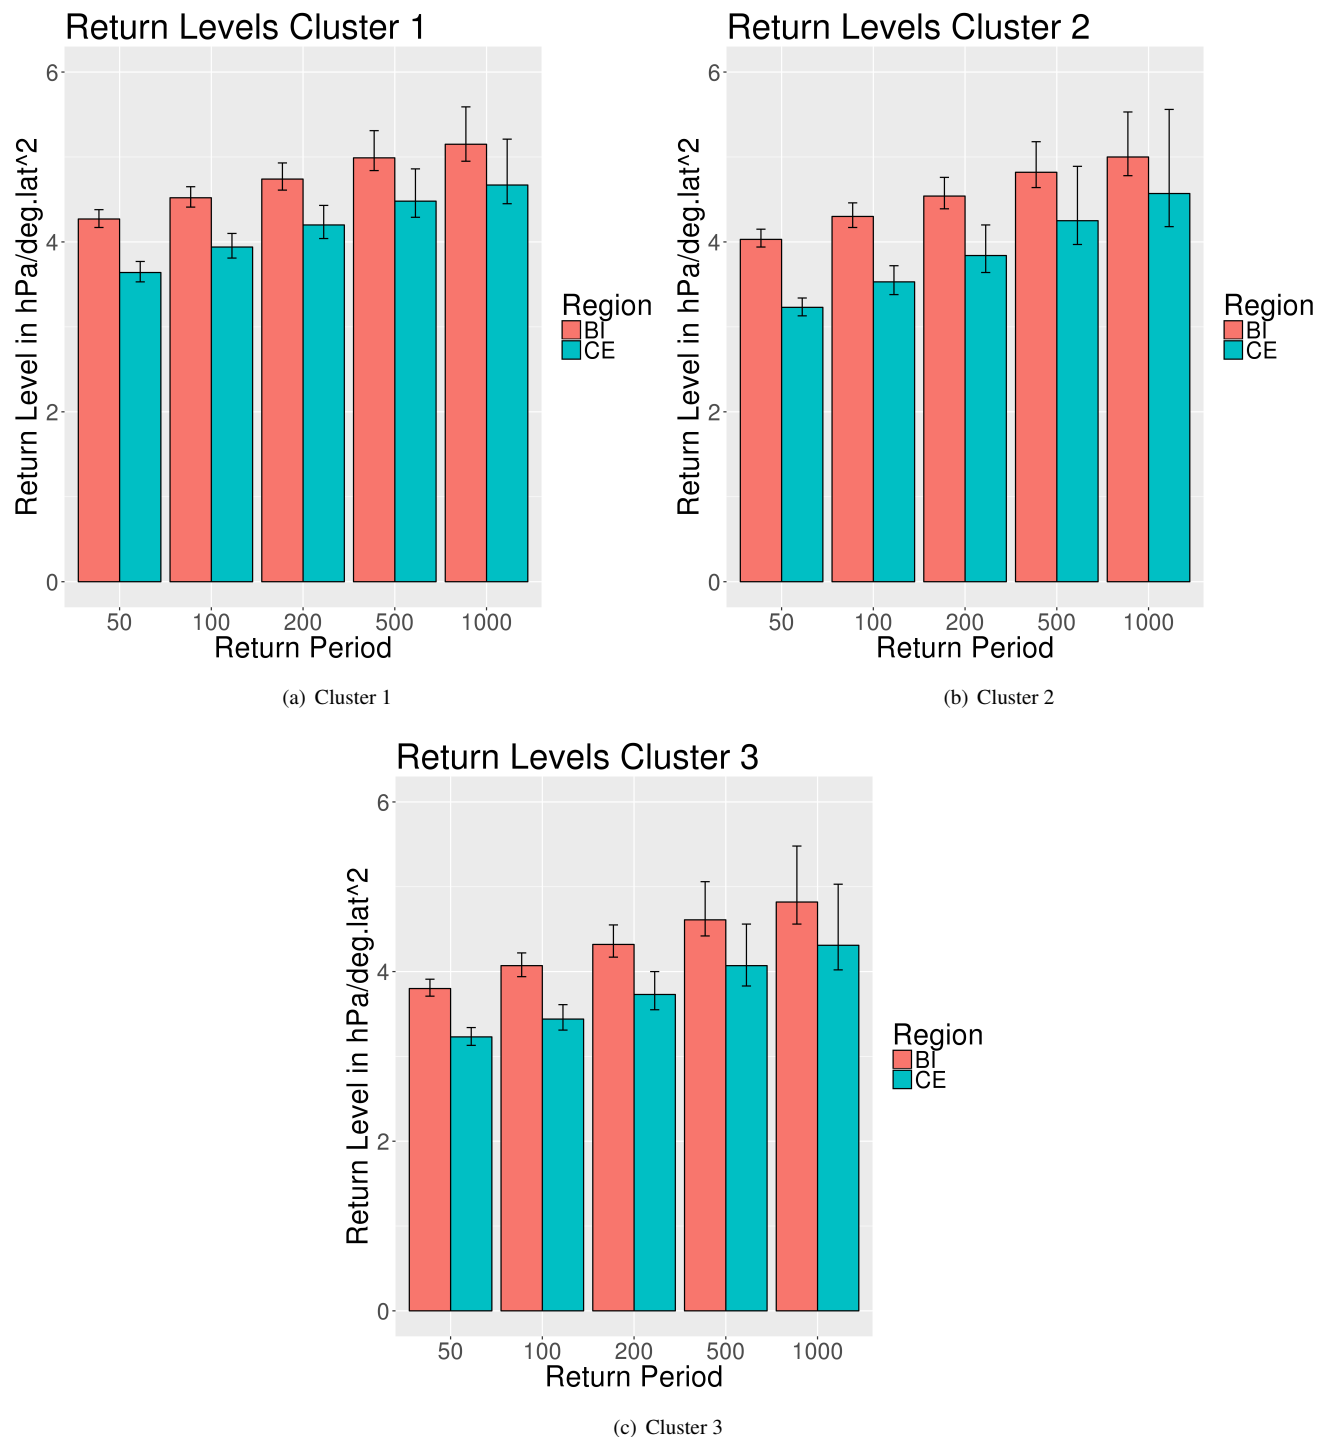 Return Levels Cluster 1
Return Level in hPa/deg.lat^2
6
4
2
0
50 100 200 500 1000
Return Period
Region
BI
CE
(a) Cluster 1
Return Levels Cluster 2
Return Level in hPa/deg.lat^2
6
4
2
0
50 100 200 500 1000
Return Period
Region
BI
CE
(b) Cluster 2
Return Levels Cluster 3
Return Level in hPa/deg.lat^2
6
4
2
0
50 100 200 500 1000
Return Period
Region
BI
CE
(c) Cluster 3